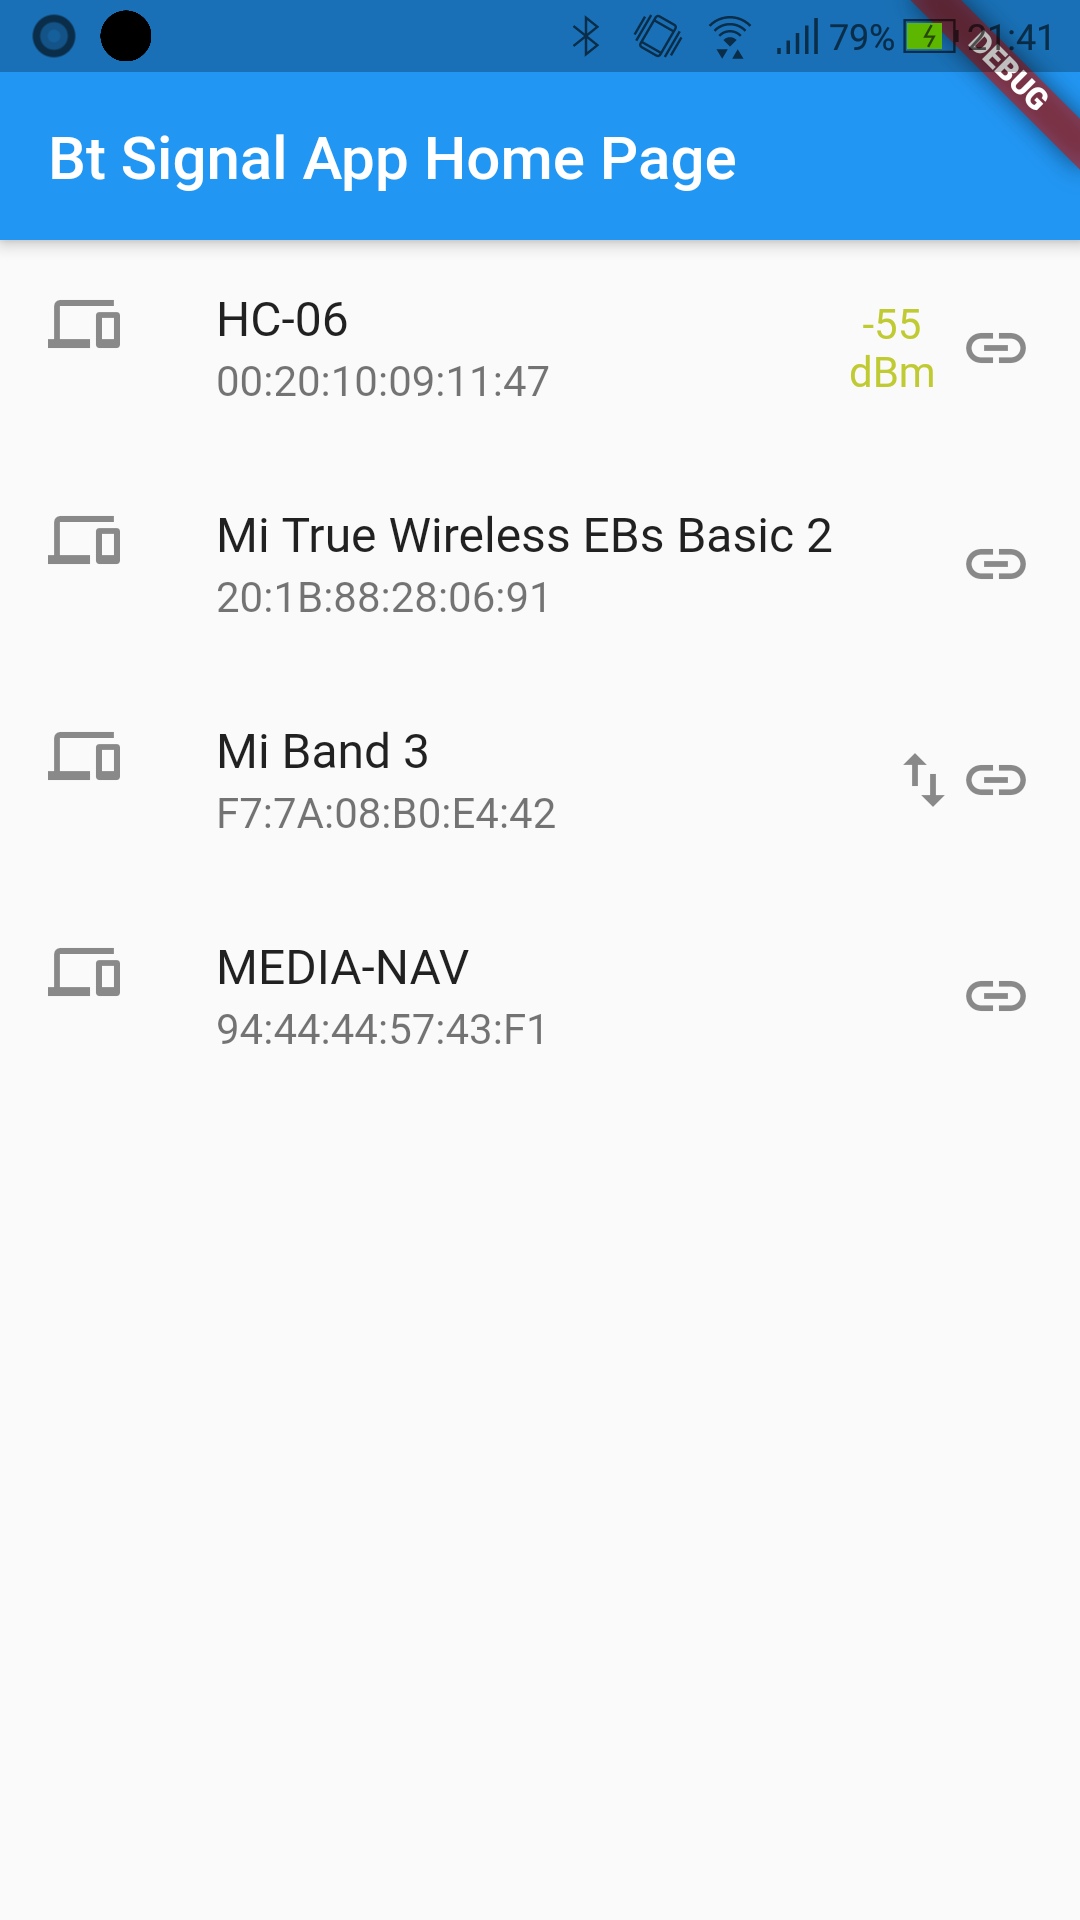 79% 21:41
DEBUG
Bt Signal App Home Page
HC-06
00:20:10:09:11:47
-55
dBm
Mi True Wireless EBs Basic 2
20:1B:88:28:06:91
Mi Band 3
F7:7A:08:B0:E4:42
MEDIA-NAV
94:44:44:57:43:F1